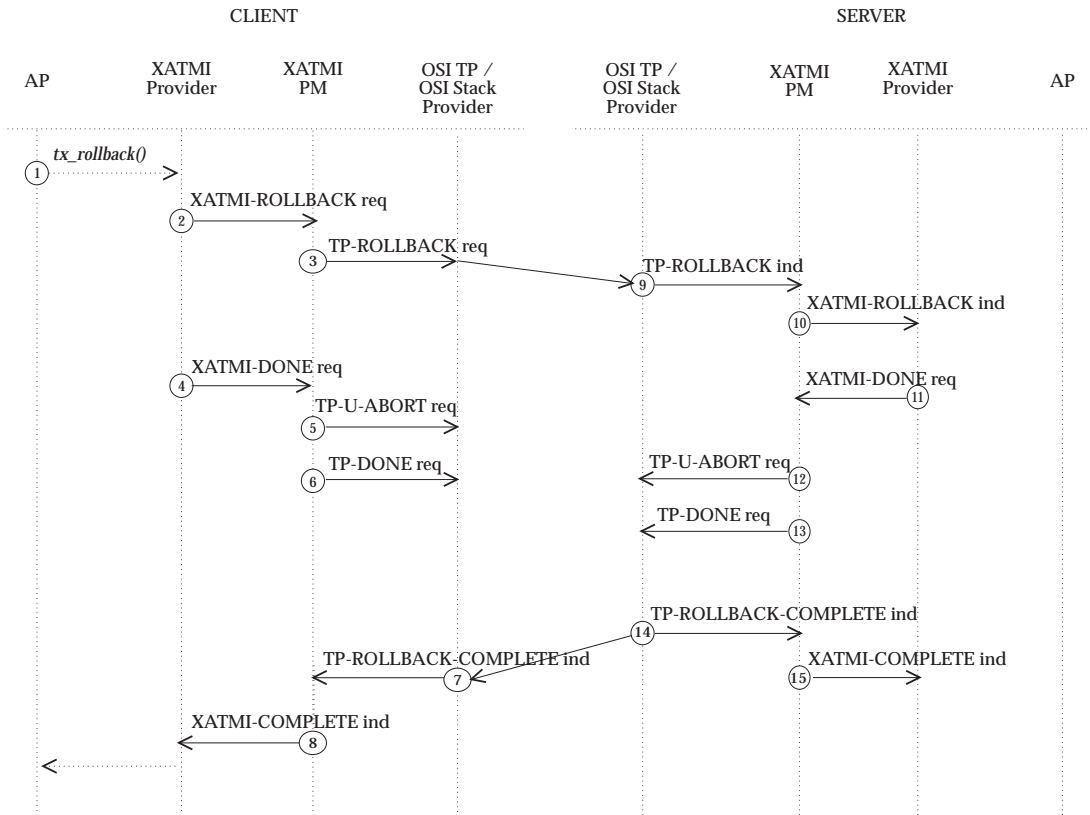 CLIENT
SERVER
AP
XATMI
Provider
XATMI
PM
OSI TP /
OSI Stack
Provider
OSI TP /
OSI Stack
Provider
XATMI
PM
XATMI
Provider
AP
1
tx_rollback()
2
XATMI-ROLLBACK req
3
TP-ROLLBACK req
9
TP-ROLLBACK ind
10
XATMI-ROLLBACK ind
4
XATMI-DONE req
XATMI-DONE req
11
5
TP-U-ABORT req
6
TP-DONE req
TP-U-ABORT req
12
TP-DONE req
13
14
TP-ROLLBACK-COMPLETE ind
TP-ROLLBACK-COMPLETE ind
7
15
XATMI-COMPLETE ind
XATMI-COMPLETE ind
8